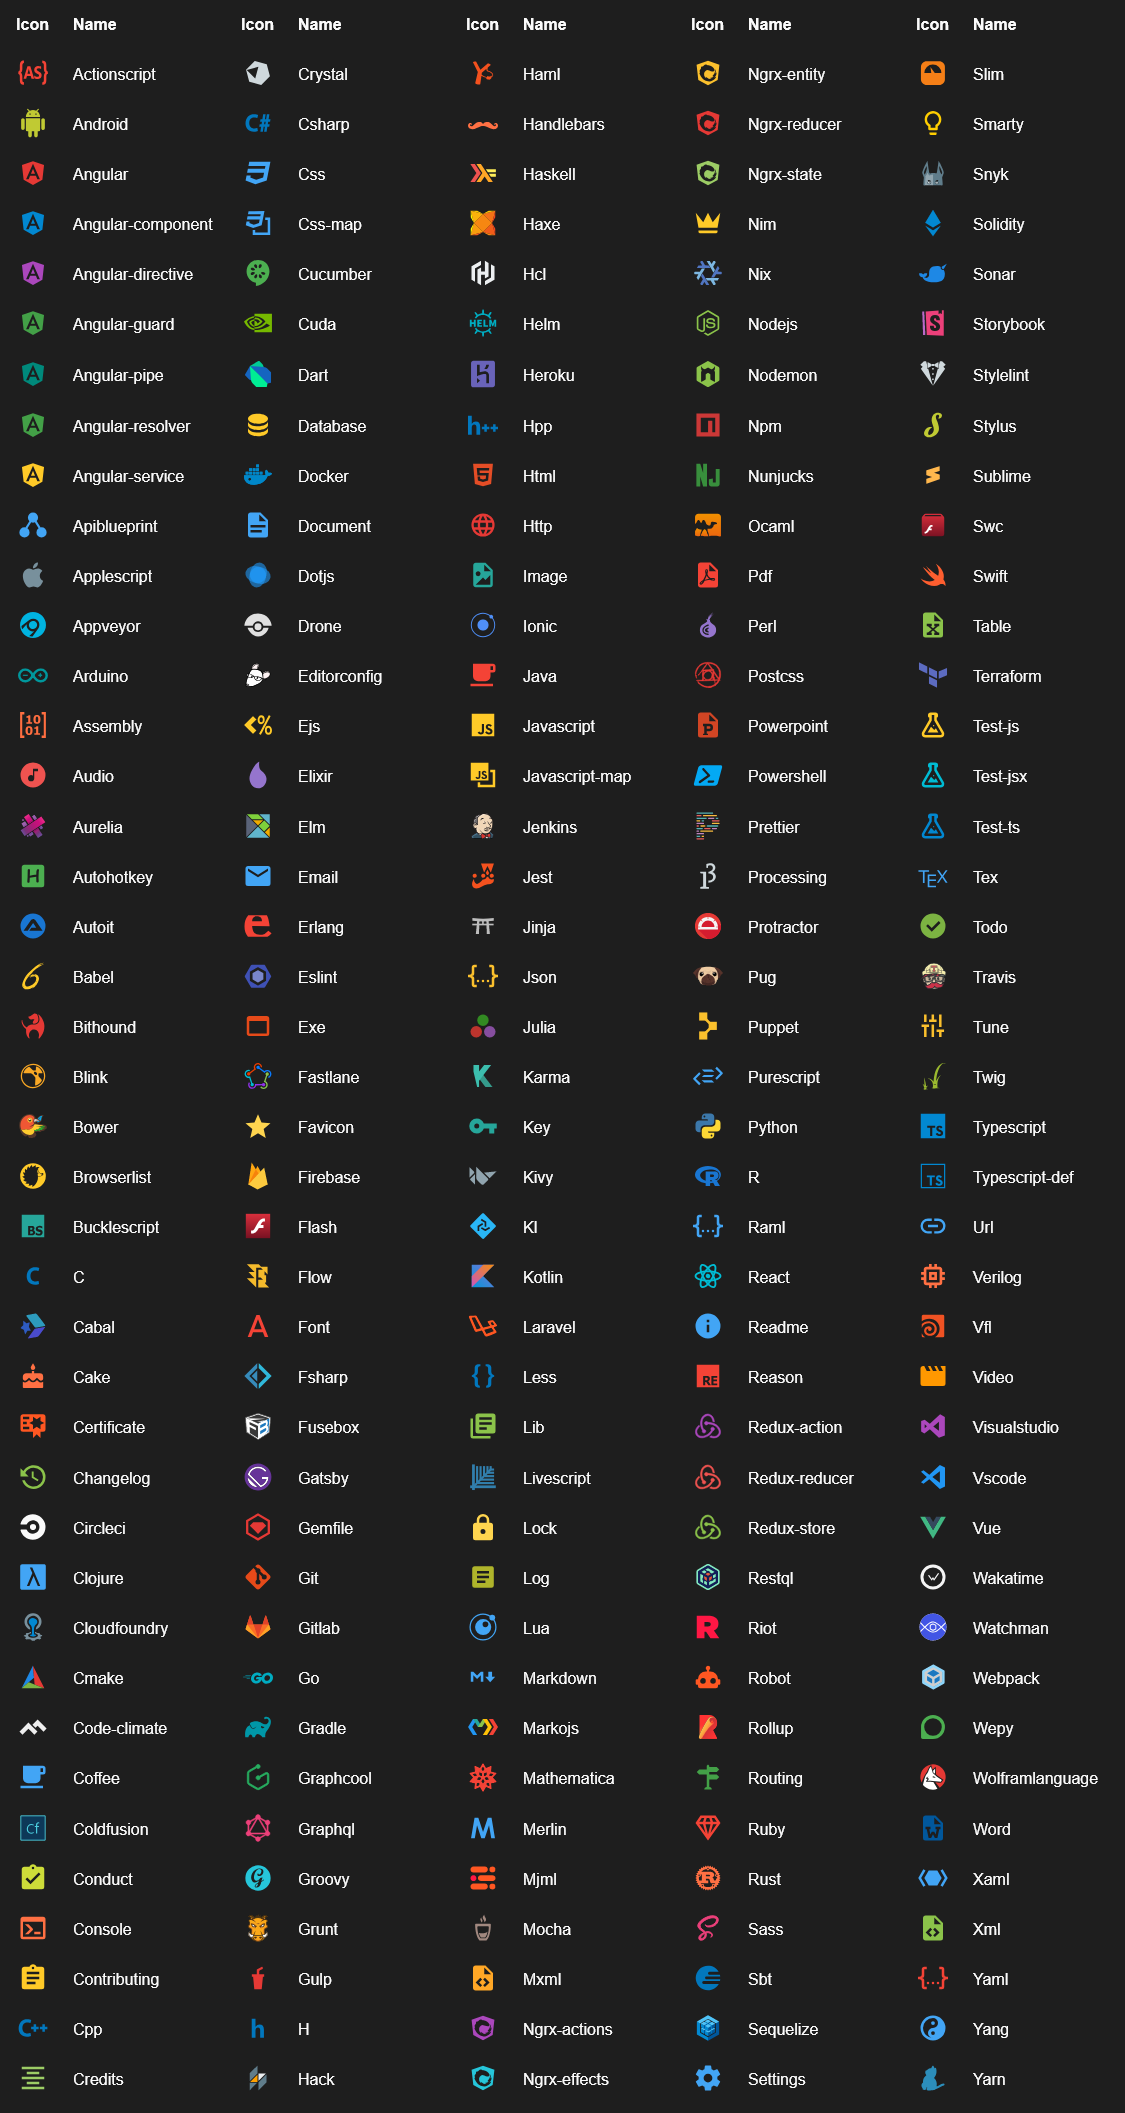 Icon Name Icon Name Icon Name Icon Name Icon Name
Actionscript Crystal Haml Ngrx-entity Slim
Android C# Csharp Handlebars Ngrx-reducer Smarty
Angular Css Haskell Ngrx-state Snyk
Angular-component Css-map Haxe Nim Solidity
Angular-directive Cucumber Hcl Nix Sonar
Angular-guard Cuda HELM Helm JS Nodejs S Storybook
Angular-pipe Dart Heroku Nodemon Stylelint
Angular-resolver Database h++ Hpp Npm Stylus
Angular-service Docker 5 Html NJ Nunjucks Sublime
Apiblueprint Document Http Ocaml Swc
Applescript Dotjs Image Pdf Swift
Appveyor Drone Ionic Perl Table
Arduino Editorconfig Java Postcss Terraform
[10 01] Assembly <% Ejs JS Javascript P Powerpoint Test-js
Audio Elixir JS Javascript-map Powershell Test-jsx
Aurelia Elm Jenkins Prettier Test-ts
H Autohotkey Email Jest Processing TEX Tex
Autoit e Erlang Jinja Protractor Todo
6 Babel Eslint {...} Json Pug Travis
Bithound Exe Julia Puppet Tune
Blink Fastlane K Karma Purescript Twig
Bower Favicon Key Python TS Typescript
Browserlist Firebase Kivy R R TS Typescript-def
BS Bucklescript Flash Kl {...} Raml Url
C C Flow Kotlin React Verilog
Cabal A Font Laravel i Readme Vfl
Cake Fsharp {} Less RE Reason Video
Certificate Fusebox Lib Redux-action Visualstudio
Changelog G Gatsby Livescript Redux-reducer Vscode
Circleci Gemfile Lock Redux-store Vue
λ Clojure Git Log Restql Wakatime
Cloudfoundry Gitlab Lua R Riot Watchman
Cmake GO Go M Markdown Robot Webpack
Code-climate Gradle Markojs Rollup Wepy
Coffee Graphcool Mathematica Routing Wolframlanguage
Cf Coldfusion Graphql M Merlin Ruby W Word
Conduct Groovy Mjml R Rust Xaml
Console Grunt Mocha Sass Xml
Contributing Gulp Mxml Sbt {...} Yaml
C++ Cpp h H Ngrx-actions Sequelize Yang
Credits Hack Ngrx-effects Settings Yarn